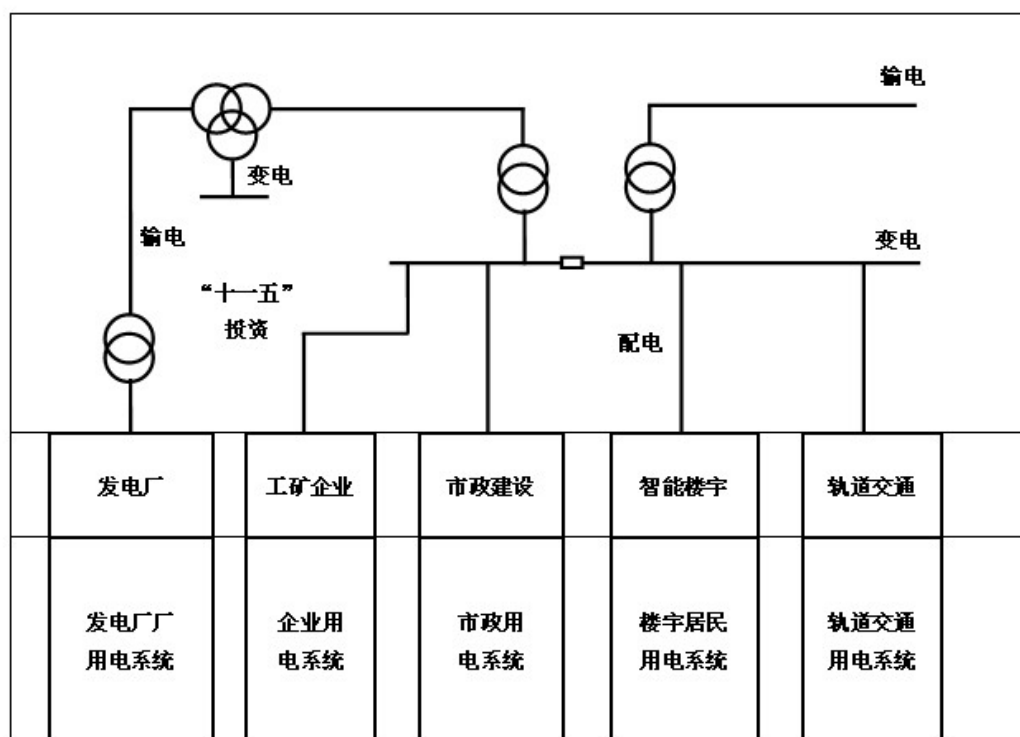 输电
变电
输电
变电
“十一五”
投资
配电
发电厂
工矿企业
市政建设
智能楼宇
轨道交通
发电厂厂
用电系统
企业用
电系统
市政用
电系统
楼宇居民
用电系统
轨道交通
用电系统